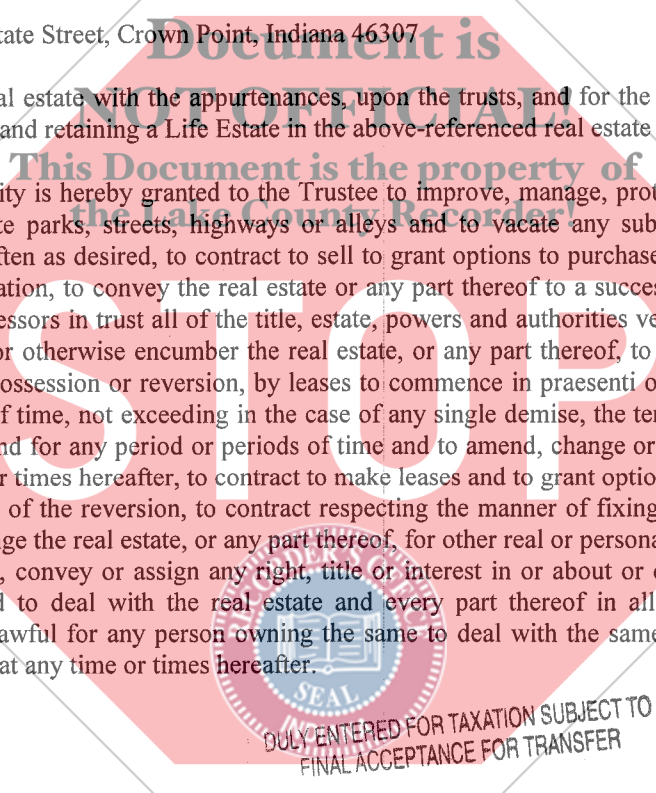 tate Street, Crown Point, Indiana 46307
Document is
al estate with the appurtenances, upon the trusts, and for the
NOT OFFICIAL!
and retaining a Life Estate in the above-referenced real estate
This Document is the property of
ity is hereby granted to the Trustee to improve, manage, prot
the Lake County Recorder!
te parks, streets, highways or alleys and to vacate any sub
ften as desired, to contract to sell to grant options to purchase
ation, to convey the real estate or any part thereof to a succes
essors in trust all of the title, estate, powers and authorities ve
or otherwise encumber the real estate, or any part thereof, to
ossession or reversion, by leases to commence in praesenti o
STOP
f time, not exceeding in the case of any single demise, the te
nd for any period or periods of time and to amend, change or
r times hereafter, to contract to make leases and to grant optio
of the reversion, to contract respecting the manner of fixing
ge the real estate, or any part thereof, for other real or persona
, convey or assign any right, title or interest in or about or
d to deal with the real estate and every part thereof in all
awful for any person owning the same to deal with the same
at any time or times hereafter.
RECORDER'S OFFICE
SEAL
INDIANA
DULY ENTERED FOR TAXATION SUBJECT TO
FINAL ACCEPTANCE FOR TRANSFER